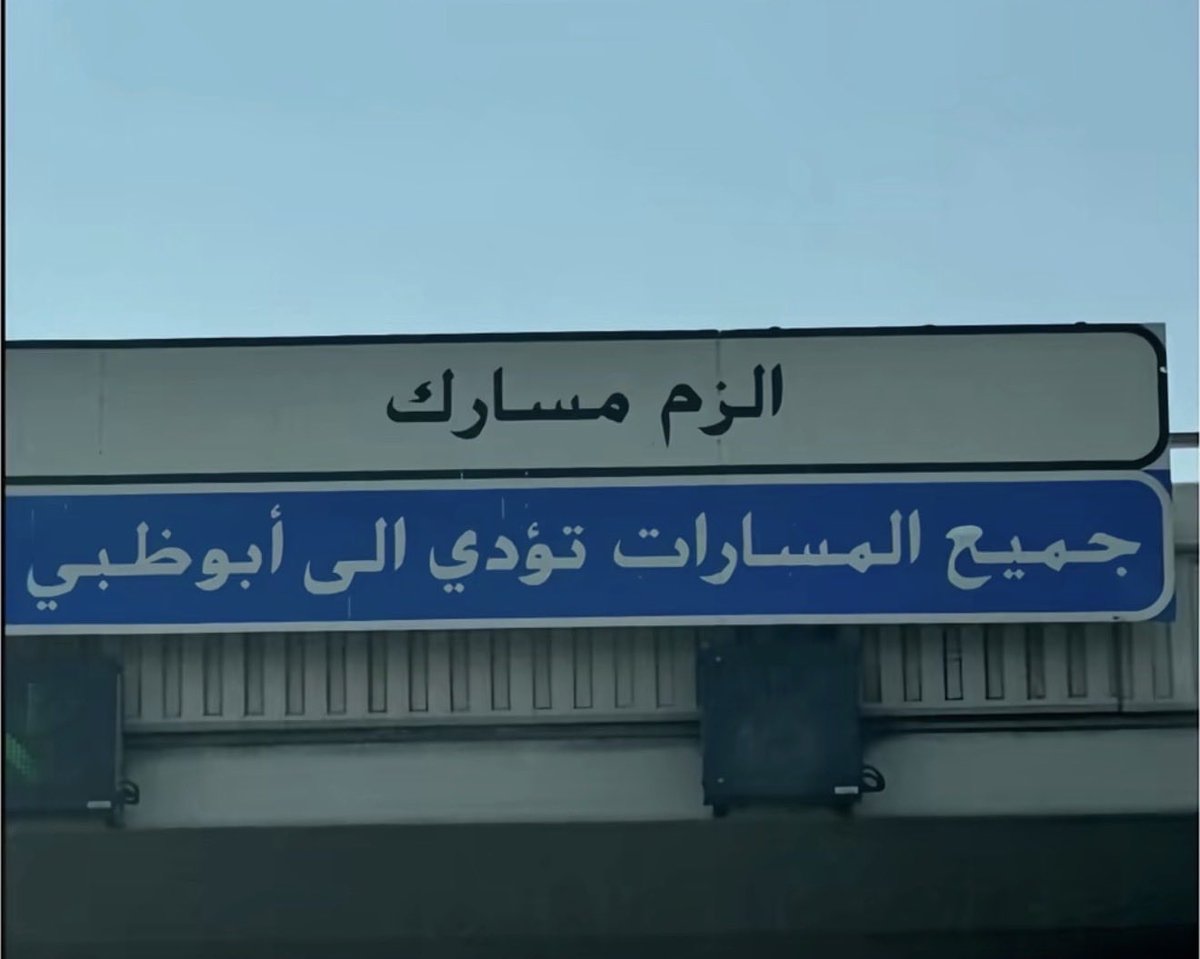 الزم مسارك
جميع المسارات تؤدي الى أبوظبي